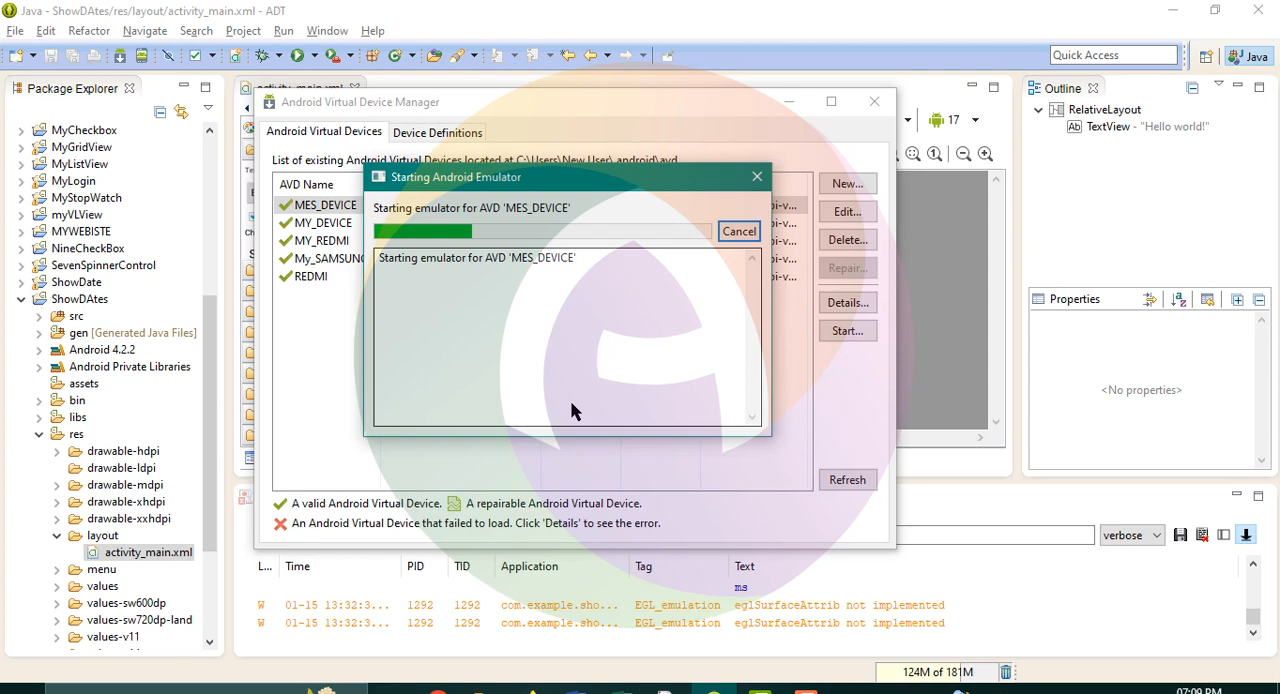 Java - ShowDAtes/res/layout/activity_main.xml - ADT
File Edit Refactor Navigate Search Project Run Window Help
Quick Access
Java
Package Explorer
MyCheckbox
MyGridView
MyListView
MyLogin
MyStopWatch
myVLView
MYWEBISTE
NineCheckBox
SevenSpinnerControl
ShowDate
ShowDAtes
src
gen [Generated Java Files]
Android 4.2.2
Android Private Libraries
assets
bin
libs
res
drawable-hdpi
drawable-ldpi
drawable-mdpi
drawable-xhdpi
drawable-xxhdpi
layout
activity_main.xml
menu
values
values-sw600dp
values-sw720dp-land
values-v11
Android Virtual Device Manager
Android Virtual Devices Device Definitions
List of existing Android Virtual Devices located at C:\Users\New User\.android\avd
AVD Name
MES_DEVICE
MY_DEVICE
MY_REDMI
My_SAMSUN
REDMI
Starting Android Emulator
Starting emulator for AVD 'MES_DEVICE'
Cancel
Starting emulator for AVD 'MES_DEVICE'
New...
Edit...
Delete...
Repair...
Details...
Start...
Refresh
A valid Android Virtual Device. A repairable Android Virtual Device.
An Android Virtual Device that failed to load. Click 'Details' to see the error.
17
Outline
RelativeLayout
Ab TextView - "Hello world!"
Properties
<No properties>
verbose
L... Time PID TID Application Tag Text
ms
W 01-15 13:32:3... 1292 1292 com.example.sho... EGL_emulation eglSurfaceAttrib not implemented
W 01-15 13:32:3... 1292 1292 com.example.sho... EGL_emulation eglSurfaceAttrib not implemented
124M of 181M
07:09 PM